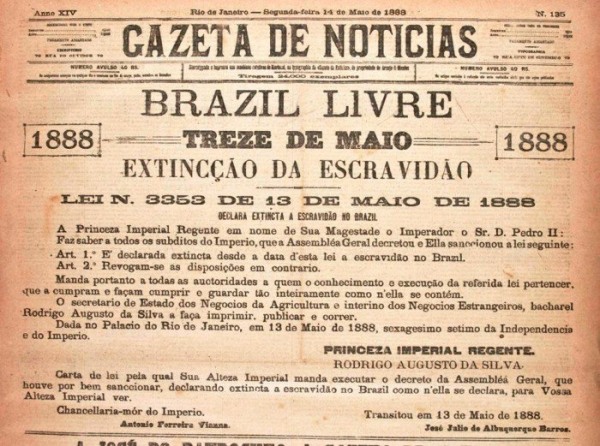 Anno XIV
Rio de Janeiro — Segunda-feira 14 de Maio de 1888
N. 135
GAZETA DE NOTICIAS
NUMERO AVULSO 40 RS.
Tiragem 24.000 exemplares
NUMERO AVULSO 40 RS.
BRAZIL LIVRE
1888
TREZE DE MAIO
1888
EXTINCÇÃO DA ESCRAVIDÃO
LEI N. 3353 DE 13 DE MAIO DE 1888
DECLARA EXTINCTA A ESCRAVIDÃO NO BRAZIL
A Princeza Imperial Regente em nome de Sua Magestade o Imperador o Sr. D. Pedro II:
Faz saber a todos os subditos do Imperio, que a Assembléa Geral decretou e Ella sanccionou a lei seguinte:
Art. 1.º E' declarada extincta desde a data d'esta lei a escravidão no Brazil.
Art. 2.º Revogam-se as disposições em contrario.
Manda portanto a todas as auctoridades a quem o conhecimento e execução da referida lei pertencer,
que a cumpram e façam cumprir e guardar tão inteiramente como n'ella se contém.
O secretario de Estado dos Negocios da Agricultura e interino dos Negocios Estrangeiros, bacharel
Rodrigo Augusto da Silva a faça imprimir, publicar e correr.
Dada no Palacio do Rio de Janeiro, em 13 de Maio de 1888, sexagesimo setimo da Independencia
e do Imperio.
PRINCEZA IMPERIAL REGENTE.
RODRIGO AUGUSTO DA SILVA
Carta de lei pela qual Sua Alteza Imperial manda executar o decreto da Assembléa Geral, que
houve por bem sanccionar, declarando extincta a escravidão no Brazil como n'ella se declara, para Vossa
Alteza Imperial ver.
Chancellaria-mór do Imperio.
Transitou em 13 de Maio de 1888.
Antonio Ferreira Vianna.
José Julio de Albuquerque Barros.